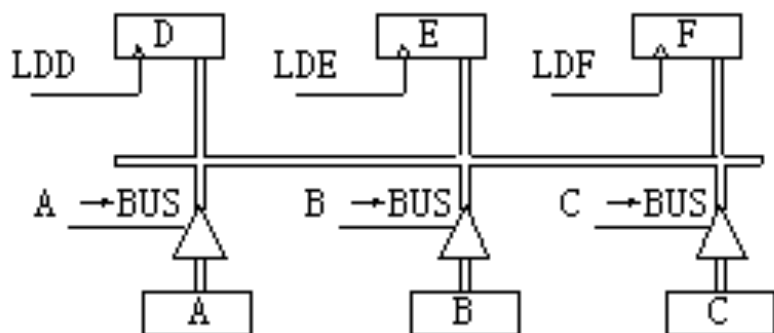 D E F
LDD LDE LDF
A →BUS B →BUS C →BUS
A B C